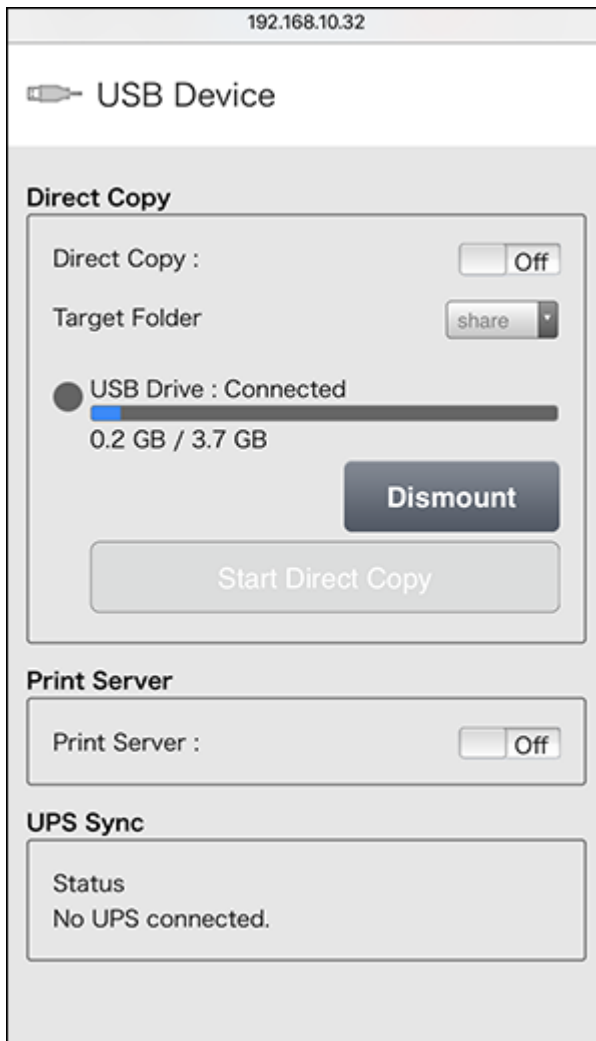 192.168.10.32
USB Device
Direct Copy
Direct Copy : Off
Target Folder share
USB Drive : Connected
0.2 GB / 3.7 GB
Dismount
Start Direct Copy
Print Server
Print Server : Off
UPS Sync
Status
No UPS connected.